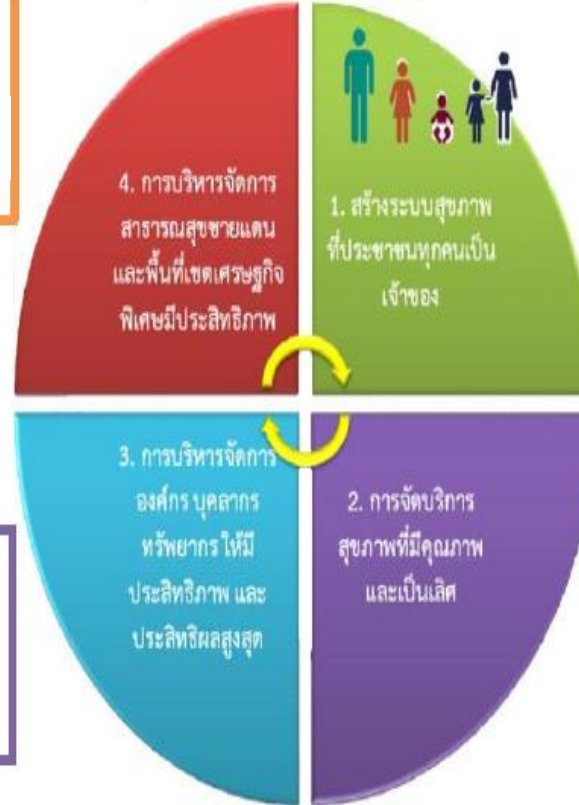 1. สร้างระบบสุขภาพ
ที่ประชาชนทุกคนเป็น
เจ้าของ
2. การจัดบริการ
สุขภาพที่มีคุณภาพ
และเป็นเลิศ
3. การบริหารจัดการ
องค์กร บุคลากร
ทรัพยากร ให้มี
ประสิทธิภาพ และ
ประสิทธิผลสูงสุด
4. การบริหารจัดการ
สาธารณสุขชายแดน
และพื้นที่เขตเศรษฐกิจ
พิเศษมีประสิทธิภาพ